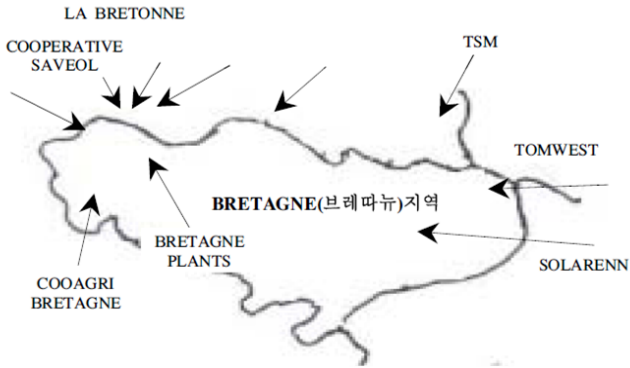 LA BRETONNE
COOPERATIVE
SAVEOL
TSM
TOMWEST
BRETAGNE(브레따뉴)지역
BRETAGNE
PLANTS
SOLARENN
COOAGRI
BRETAGNE